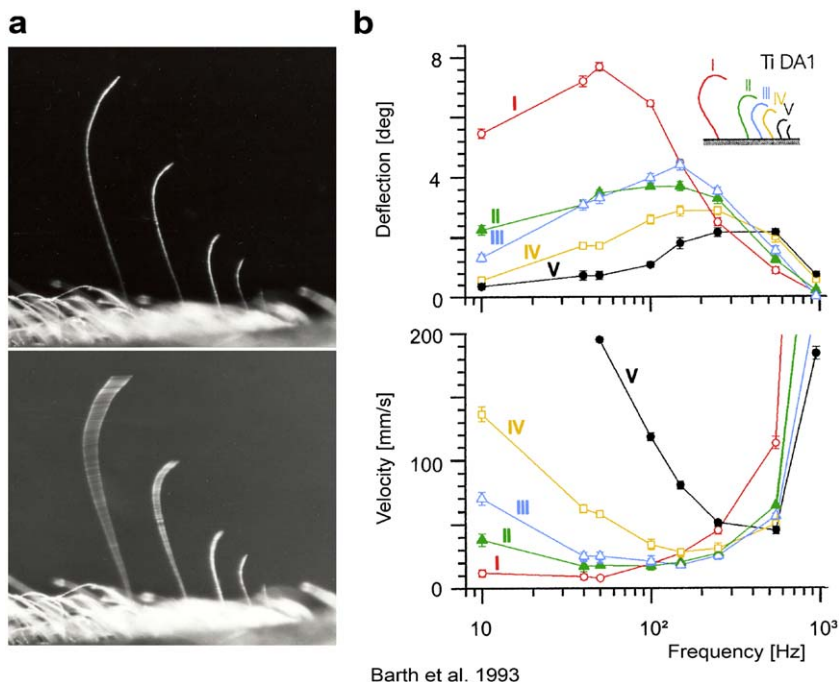 a
b
8
4
0
Deflection [deg]
I
II
III
IV
V
Ti DA1
I
II
III
IV
V
200
100
0
Velocity [mm/s]
V
IV
III
II
I
10
10²
10³
Frequency [Hz]
Barth et al. 1993